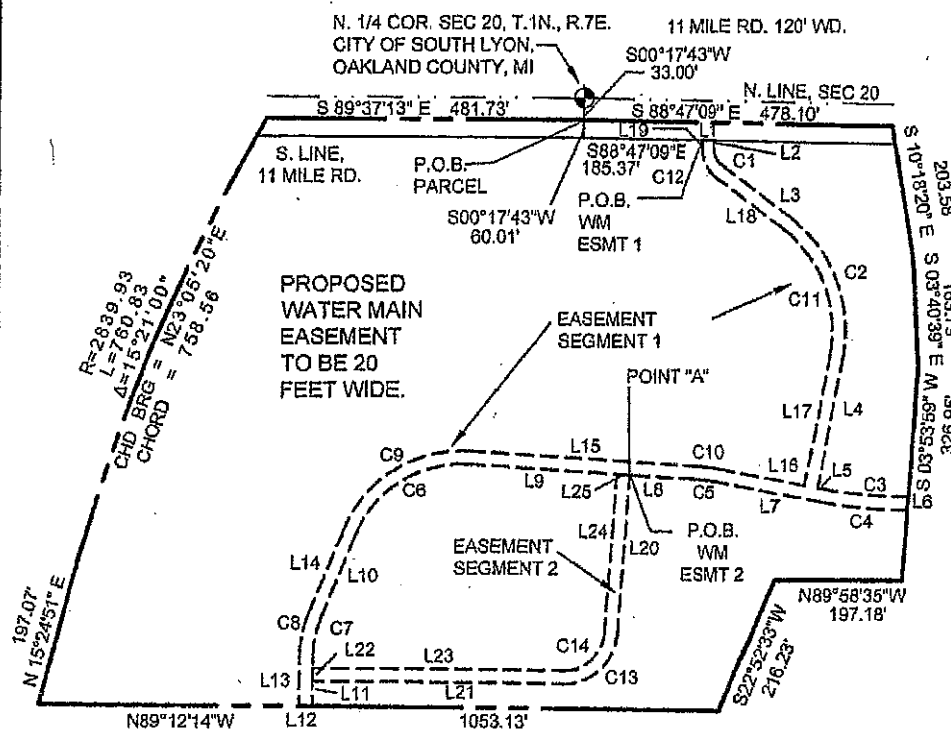 N. 1/4 COR. SEC 20, T.1N., R.7E.
CITY OF SOUTH LYON,
OAKLAND COUNTY, MI
11 MILE RD. 120' WD.
S00°17'43"W
33.00'
N. LINE, SEC 20
S 89°37'13" E 481.73'
S 88°47'09" E
478.10'
L19
L1
L2
S. LINE,
11 MILE RD.
P.O.B.
PARCEL
S88°47'09"E
185.37'
C12
C1
L3
S00°17'43"W
60.01'
P.O.B.
WM
ESMT 1
L18
S 10°18'20" E
203.58
S 03°40'39" E
S 03°53'59" W
C2
C11
R=2839.93
L=760.83
Δ=15°21'00"
CHD BRG = N23°05'20"E
CHORD = 758.56
PROPOSED
WATER MAIN
EASEMENT
TO BE 20
FEET WIDE.
EASEMENT
SEGMENT 1
POINT "A"
L17
L4
C9
C6
L15
L9
L25
L8
C10
C5
L16
L7
L5
C3
C4
L6
L24
L20
P.O.B.
WM
ESMT 2
L14
L10
EASEMENT
SEGMENT 2
N89°58'35"W
197.18'
S22°52'33"W
216.23'
C8
C7
L22
L23
C14
C13
L13
L11
L21
N 15°24'51" E
197.07'
N89°12'14"W
L12
1053.13'